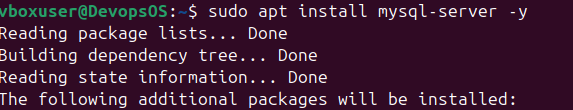 vboxuser@DevopsOS:~$ sudo apt install mysql-server -y
Reading package lists... Done
Building dependency tree... Done
Reading state information... Done
The following additional packages will be installed: